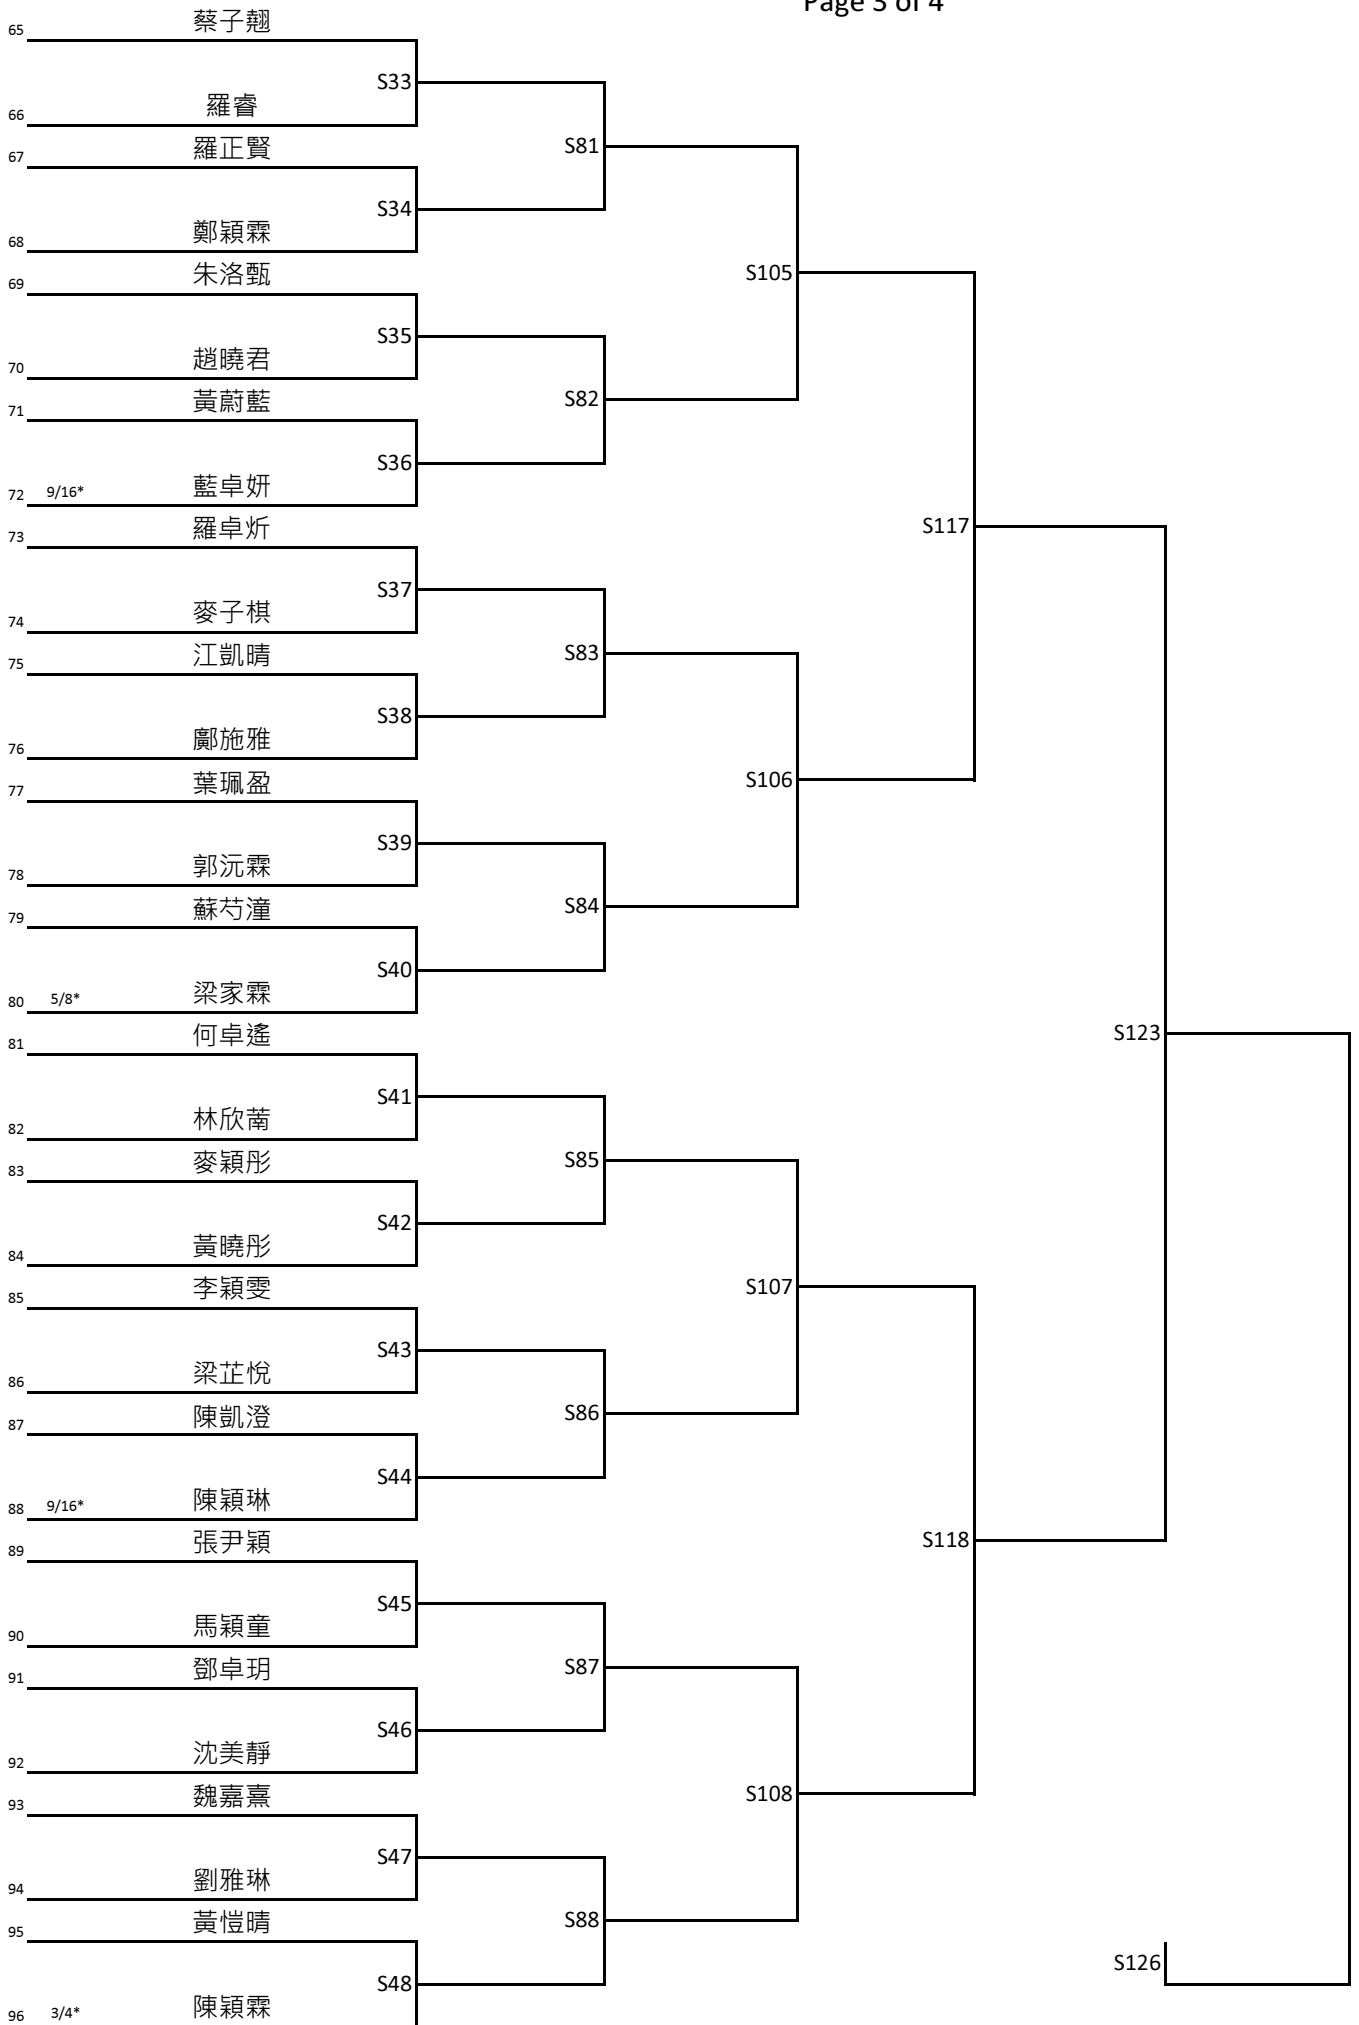 Page 3 of 4
65 蔡子翹
S33
66 羅睿
S81
67 羅正賢
S34
68 鄭穎霖
S105
69 朱洛甄
S35
70 趙曉君
S82
71 黃蔚藍
S36
72 9/16* 藍卓妍
S117
73 羅卓炘
S37
74 麥子棋
S83
75 江凱晴
S38
76 鄺施雅
S106
77 葉珮盈
S39
78 郭沅霖
S84
79 蘇芍潼
S40
80 5/8* 梁家霖
S123
81 何卓遙
S41
82 林欣蔺
S85
83 麥穎彤
S42
84 黃曉彤
S107
85 李穎雯
S43
86 梁芷悅
S86
87 陳凱澄
S44
88 9/16* 陳穎琳
S118
89 張尹穎
S45
90 馬穎童
S87
91 鄧卓玥
S46
92 沈美靜
S108
93 魏嘉熹
S47
94 劉雅琳
S88
95 黃愷晴
S126
S48
96 3/4* 陳穎霖